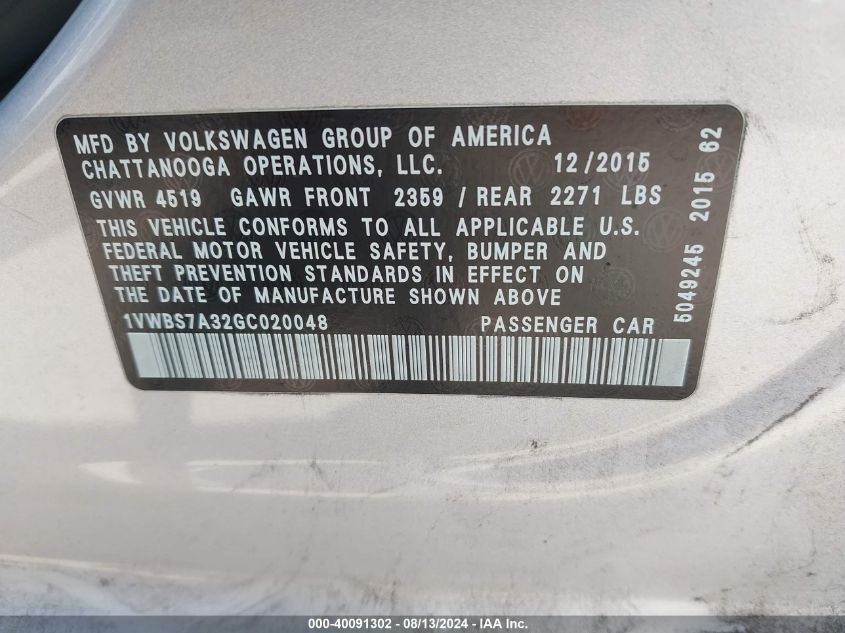 MFD BY VOLKSWAGEN GROUP OF AMERICA
CHATTANOOGA OPERATIONS, LLC. 12/2015
GVWR 4519 GAWR FRONT 2359 / REAR 2271 LBS
THIS VEHICLE CONFORMS TO ALL APPLICABLE U.S.
FEDERAL MOTOR VEHICLE SAFETY, BUMPER AND
THEFT PREVENTION STANDARDS IN EFFECT ON
THE DATE OF MANUFACTURE SHOWN ABOVE
1VWBS7A32GC020048 PASSENGER CAR
5049245 2015 62
000-40091302 - 08/13/2024 - IAA Holdings, LLC.